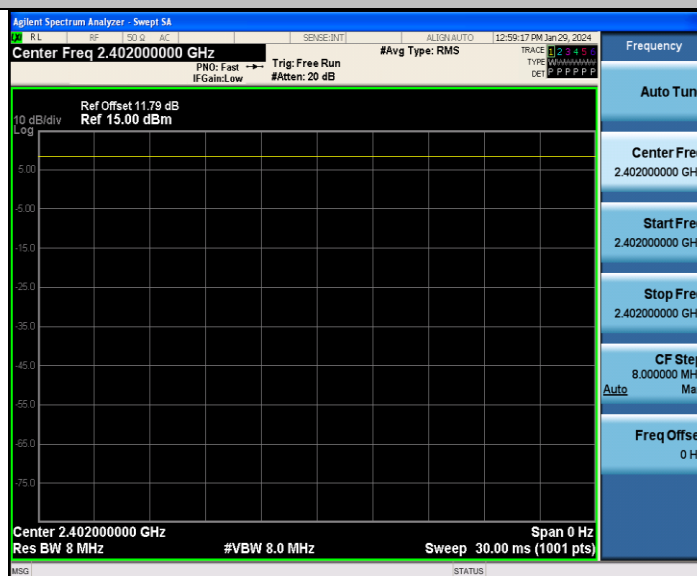 Agilent Spectrum Analyzer - Swept SA
RL RF 50 Ω AC SENSE:INT ALIGN AUTO 12:59:17 PM Jan 29, 2024
Center Freq 2.402000000 GHz
PNO: Fast
IFGain:Low
Trig: Free Run
#Atten: 20 dB
#Avg Type: RMS
TRACE 1 2 3 4 5 6
TYPE WWWWWW
DET P P P P P P
Frequency
Ref Offset 11.79 dB
10 dB/div Ref 15.00 dBm
Log
5.00
-5.00
-15.0
-25.0
-35.0
-45.0
-55.0
-65.0
-75.0
Center 2.402000000 GHz Span 0 Hz
Res BW 8 MHz #VBW 8.0 MHz Sweep 30.00 ms (1001 pts)
MSG STATUS
Auto Tun
Center Fre
2.402000000 GH
Start Fre
2.402000000 GH
Stop Fre
2.402000000 GH
CF Ste
8.000000 MH
Auto Ma
Freq Offse
0 H